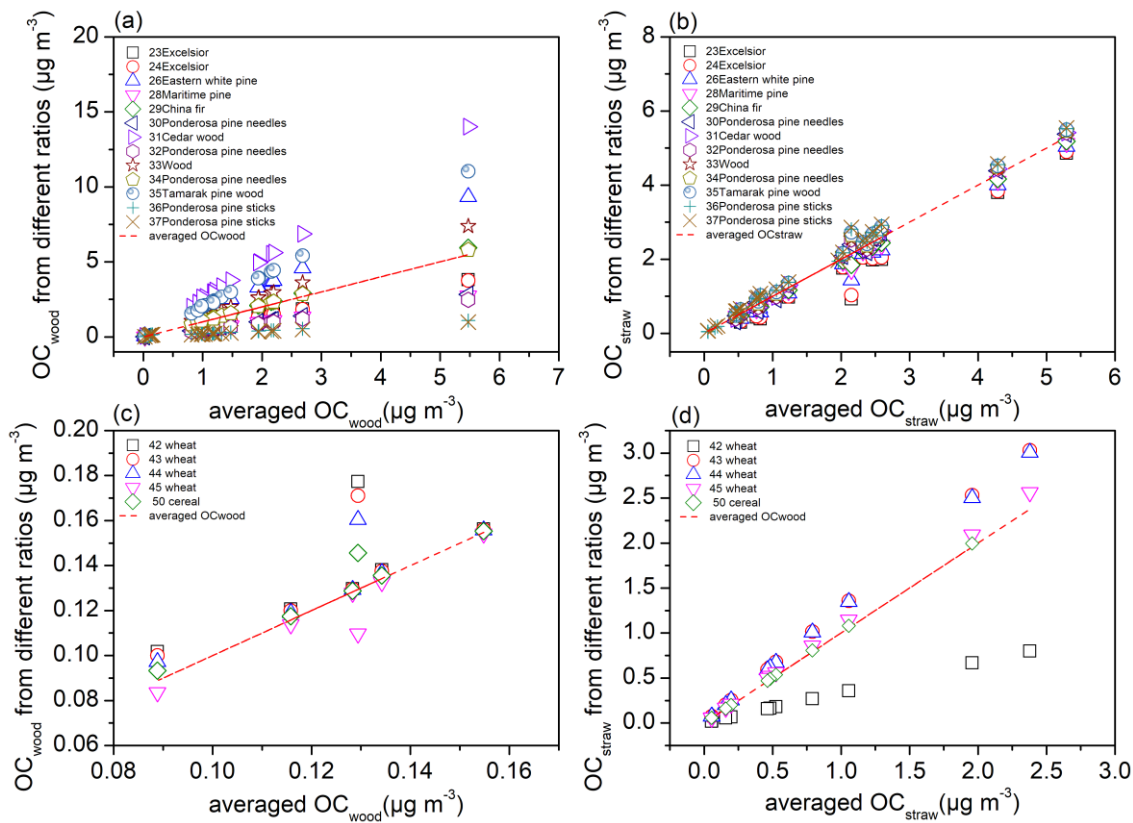 (a)
OC_wood from different ratios (µg m⁻³)
20
15
10
5
0
23Excelsior
24Excelsior
26Eastern white pine
28Maritime pine
29China fir
30Ponderosa pine needles
31Cedar wood
32Ponderosa pine needles
33Wood
34Ponderosa pine needles
35Tamarak pine wood
36Ponderosa pine sticks
37Ponderosa pine sticks
averaged OCwood
0 1 2 3 4 5 6 7
averaged OC_wood(µg m⁻³)
(b)
OC_straw from different ratios (µg m⁻³)
8
6
4
2
0
23Excelsior
24Excelsior
26Eastern white pine
28Maritime pine
29China fir
30Ponderosa pine needles
31Cedar wood
32Ponderosa pine needles
33Wood
34Ponderosa pine needles
35Tamarak pine wood
36Ponderosa pine sticks
37Ponderosa pine sticks
averaged OCstraw
0 1 2 3 4 5 6
averaged OC_straw(µg m⁻³)
(c)
OC_wood from different ratios (µg m⁻³)
0.20
0.18
0.16
0.14
0.12
0.10
0.08
0.06
42 wheat
43 wheat
44 wheat
45 wheat
50 cereal
averaged OCwood
0.08 0.10 0.12 0.14 0.16
averaged OC_wood(µg m⁻³)
(d)
OC_straw from different ratios (µg m⁻³)
3.0
2.5
2.0
1.5
1.0
0.5
0.0
42 wheat
43 wheat
44 wheat
45 wheat
50 cereal
averaged OCwood
0.0 0.5 1.0 1.5 2.0 2.5 3.0
averaged OC_straw(µg m⁻³)